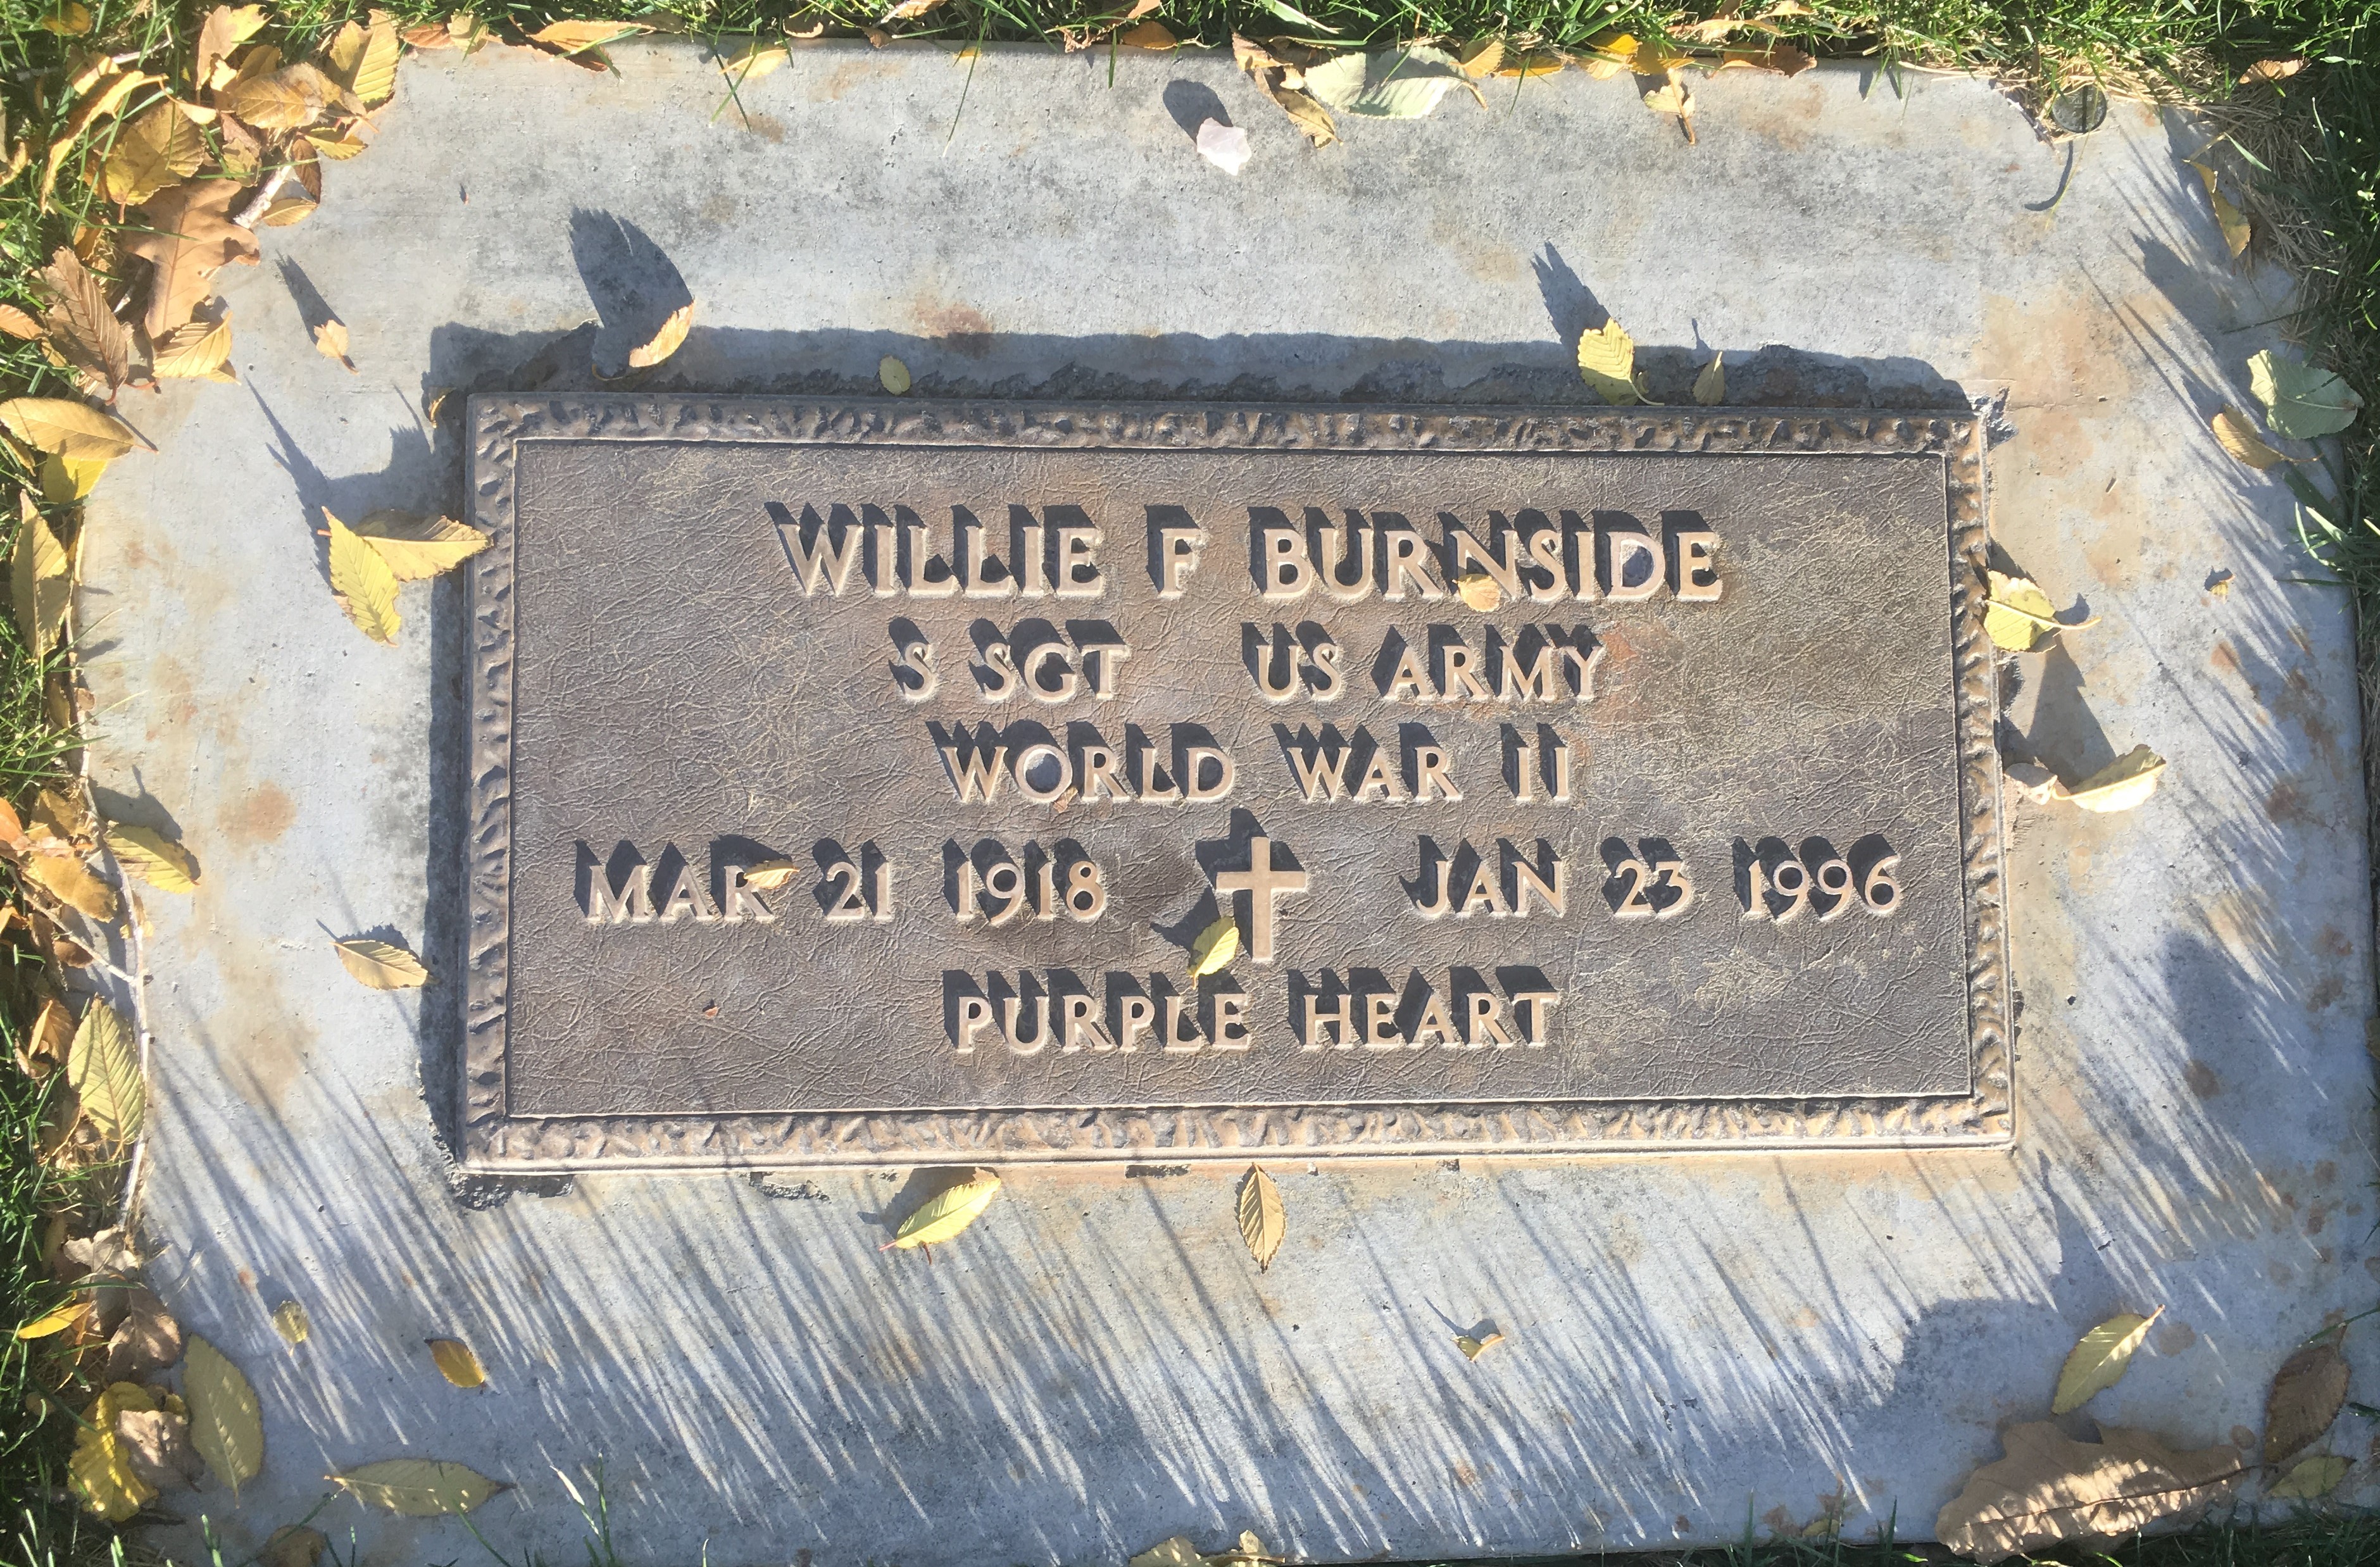 WILLIE F BURNSIDE
S SGT US ARMY
WORLD WAR II
MAR 21 1918 JAN 23 1996
PURPLE HEART